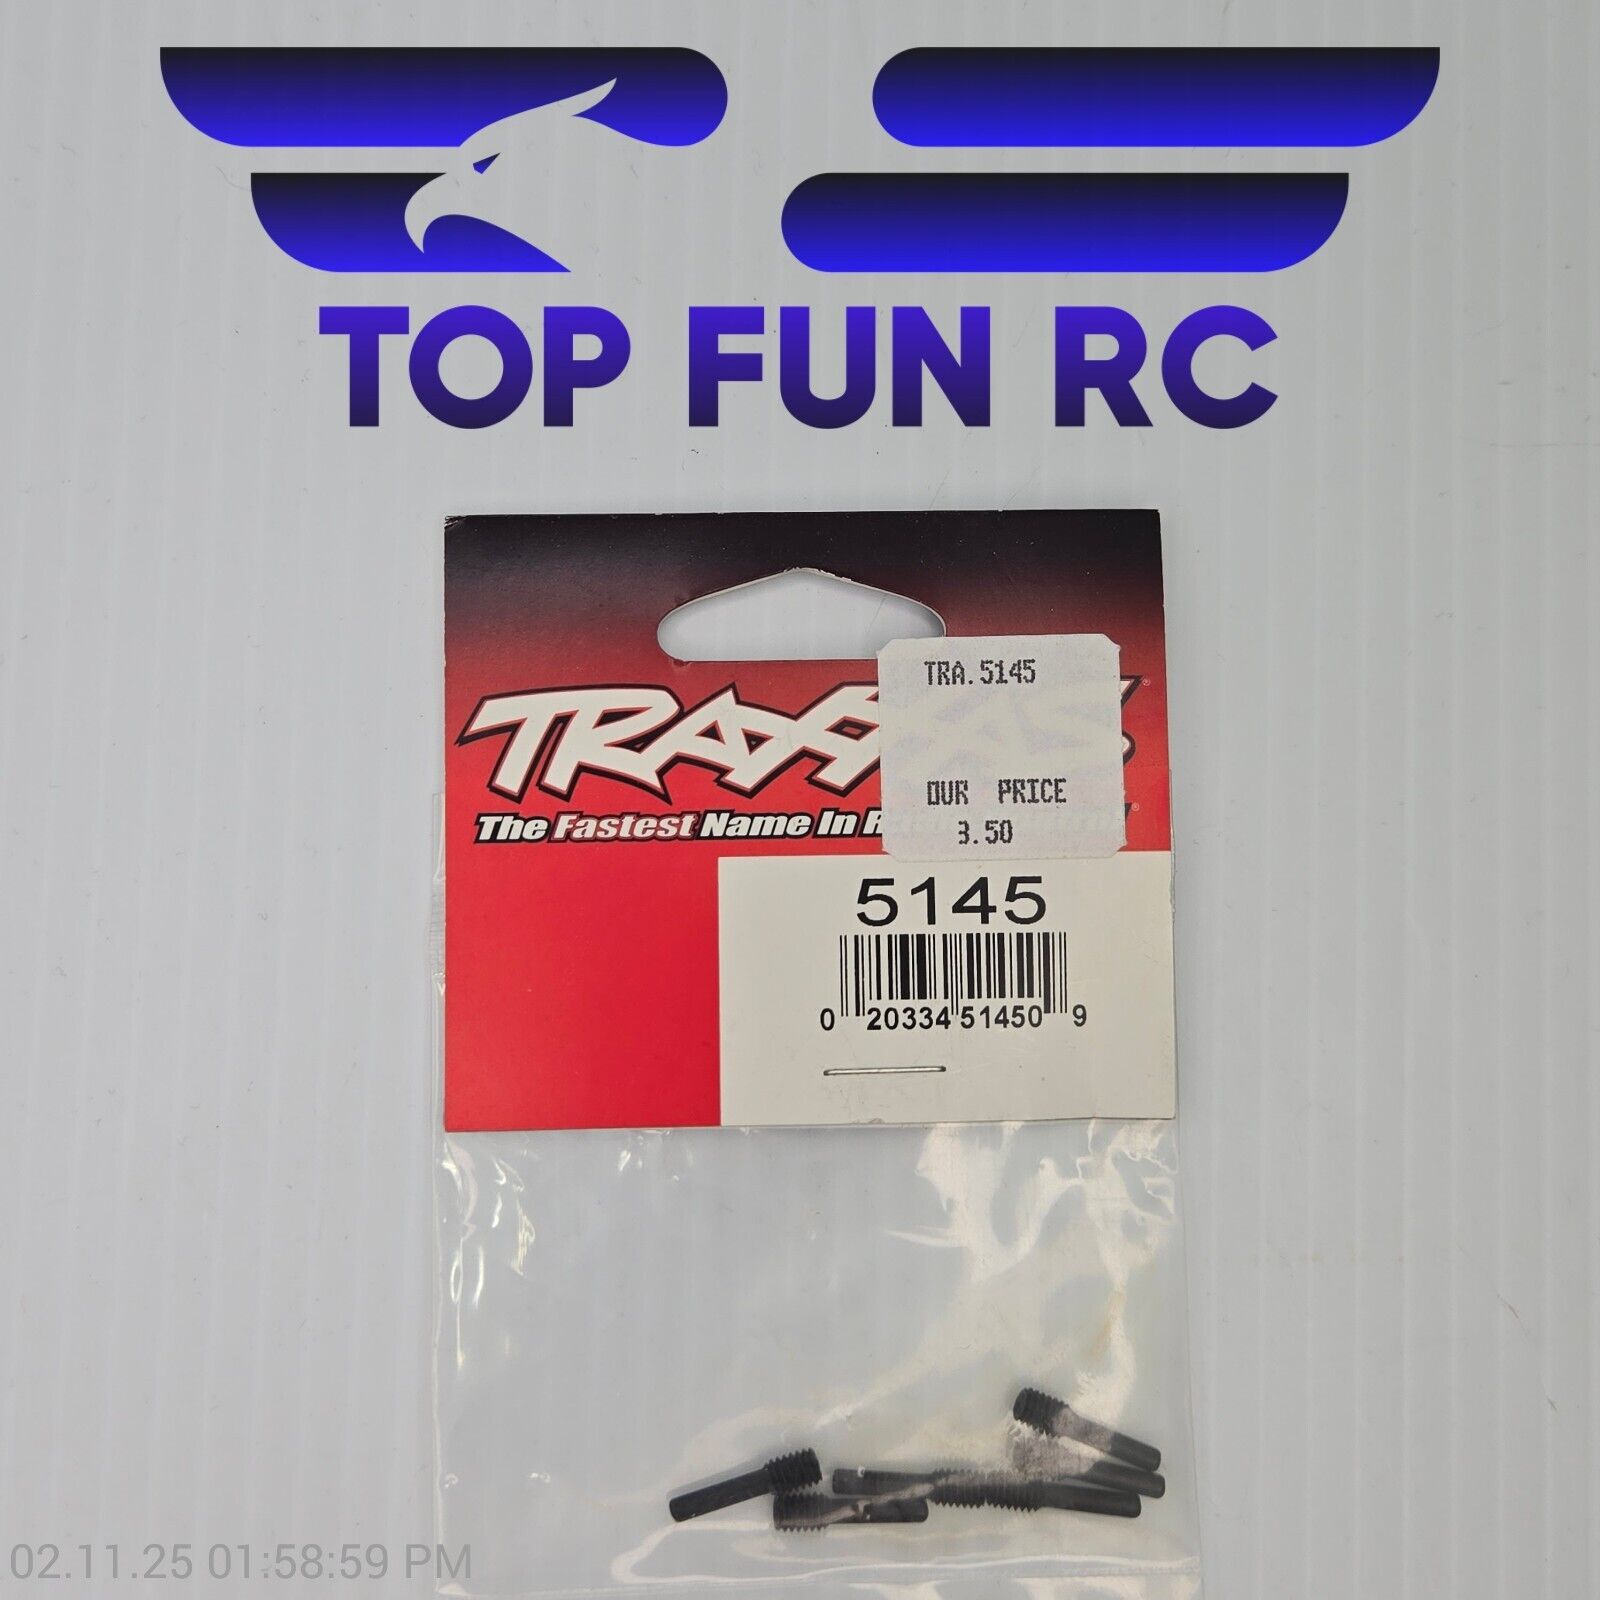 TOP FUN RC
TRA.5145
TRAXX
The Fastest Name In R
OUR PRICE
3.50
5145
0 20334 51450 9
02.11.25 01:58:59 PM